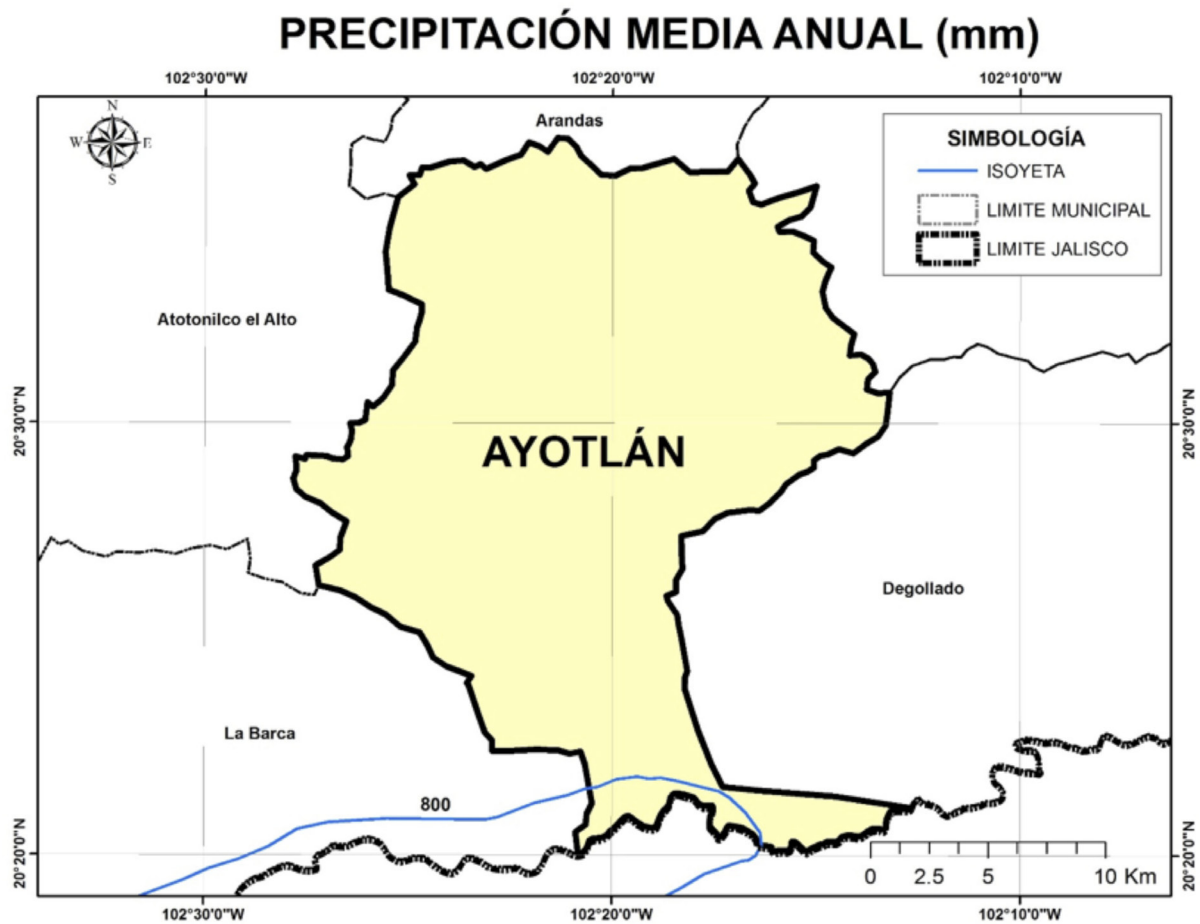 PRECIPITACIÓN MEDIA ANUAL (mm)
102°30'0"W 102°20'0"W 102°10'0"W
N
W E
S
Arandas
SIMBOLOGÍA
ISOYETA
LIMITE MUNICIPAL
LIMITE JALISCO
Atotonilco el Alto
20°30'0"N
20°30'0"N
AYOTLÁN
Degollado
La Barca
800
20°20'0"N
20°20'0"N
0 2.5 5 10 Km
102°30'0"W 102°20'0"W 102°10'0"W